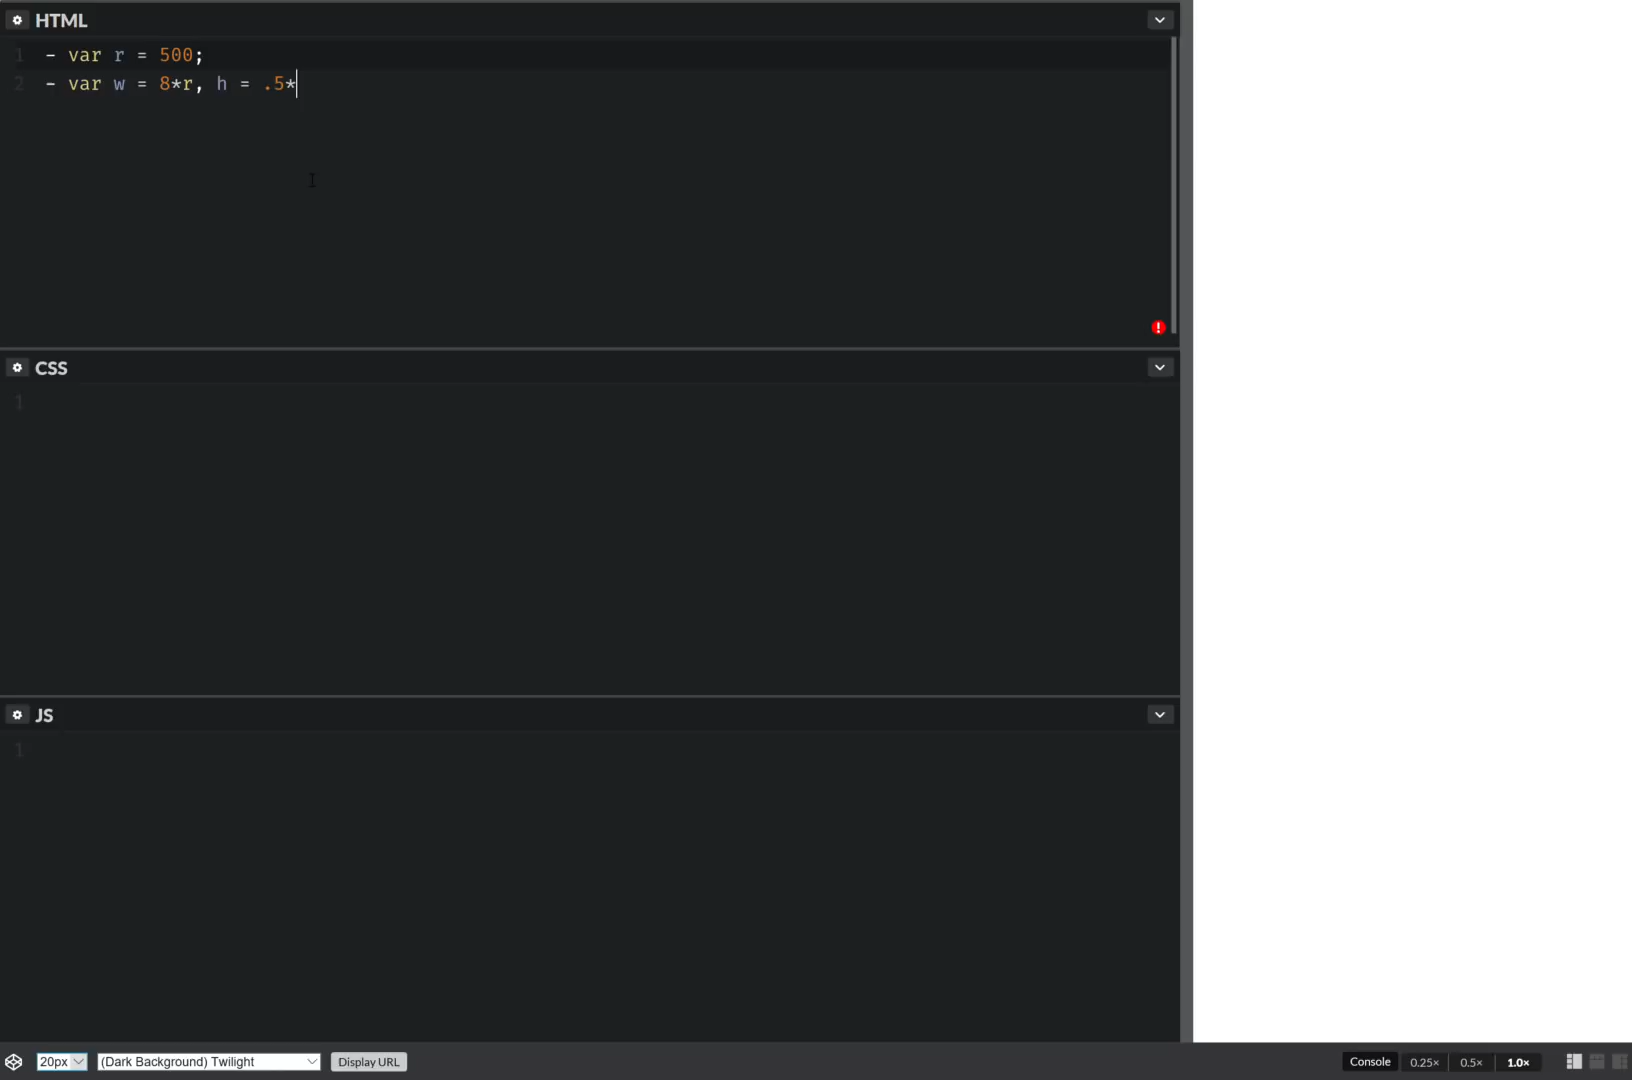 HTML
1 - var r = 500;
2 - var w = 8*r, h = .5*
!
CSS
1
JS
1
20px (Dark Background) Twilight Display URL Console 0.25× 0.5× 1.0×